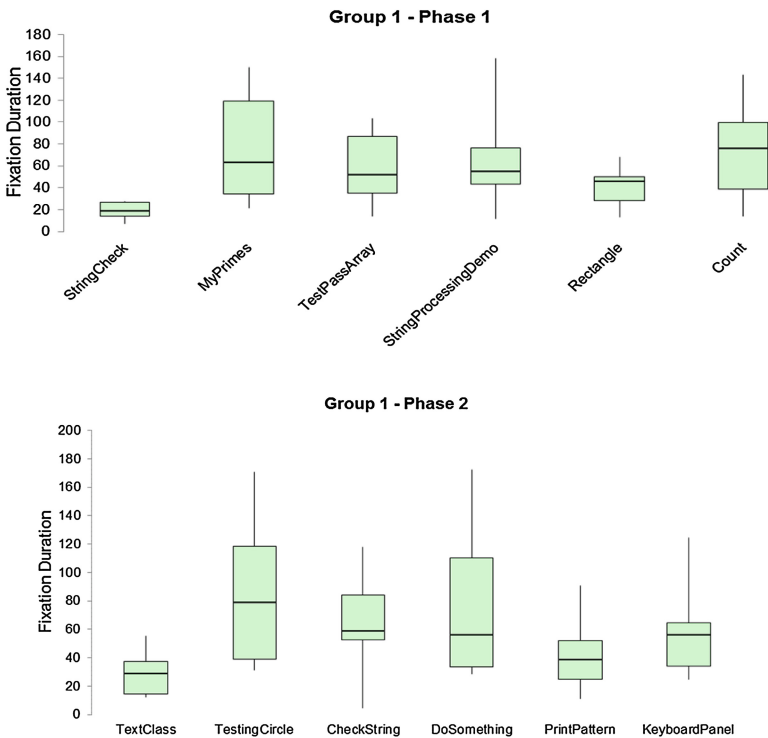 Group 1 - Phase 1
Fixation Duration
180
160
140
120
100
80
60
40
20
0
StringCheck
MyPrimes
TestPassArray
StringProcessingDemo
Rectangle
Count
Group 1 - Phase 2
Fixation Duration
200
180
160
140
120
100
80
60
40
20
0
TextClass
TestingCircle
CheckString
DoSomething
PrintPattern
KeyboardPanel